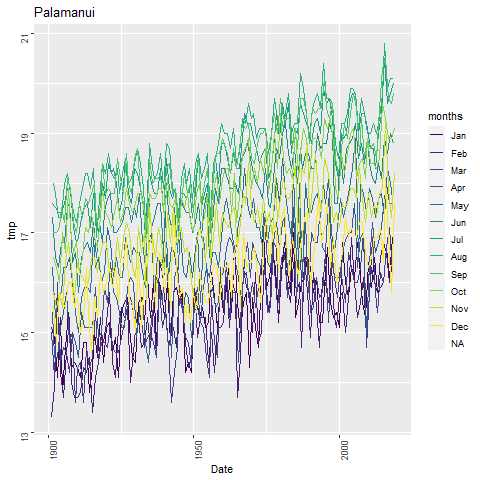 Palamanui
tmp
21
19
17
15
13
1900
1950
2000
Date
months
Jan
Feb
Mar
Apr
May
Jun
Jul
Aug
Sep
Oct
Nov
Dec
NA